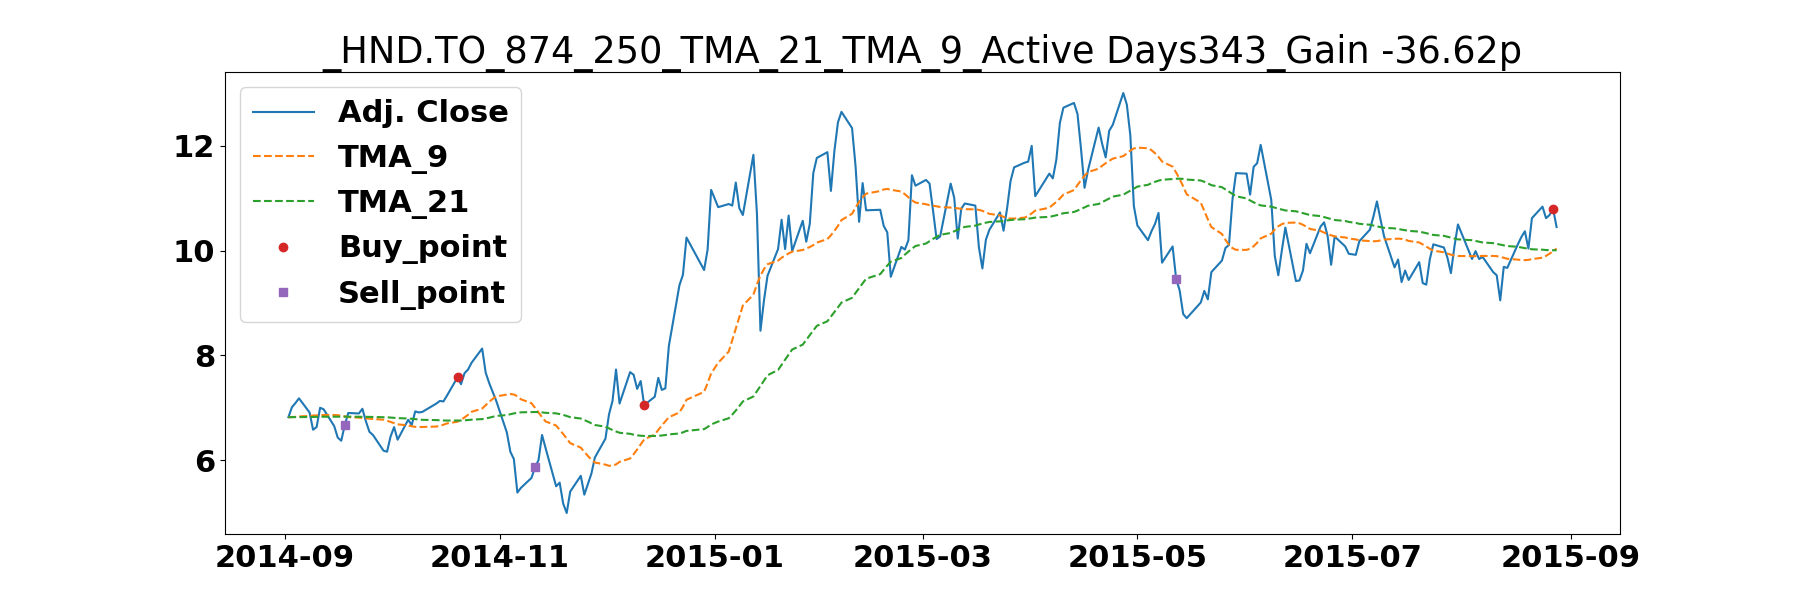 _HND.TO_874_250_TMA_21_TMA_9_Active Days343_Gain -36.62p
Adj. Close
TMA_9
TMA_21
Buy_point
Sell_point
12
10
8
6
2014-09 2014-11 2015-01 2015-03 2015-05 2015-07 2015-09